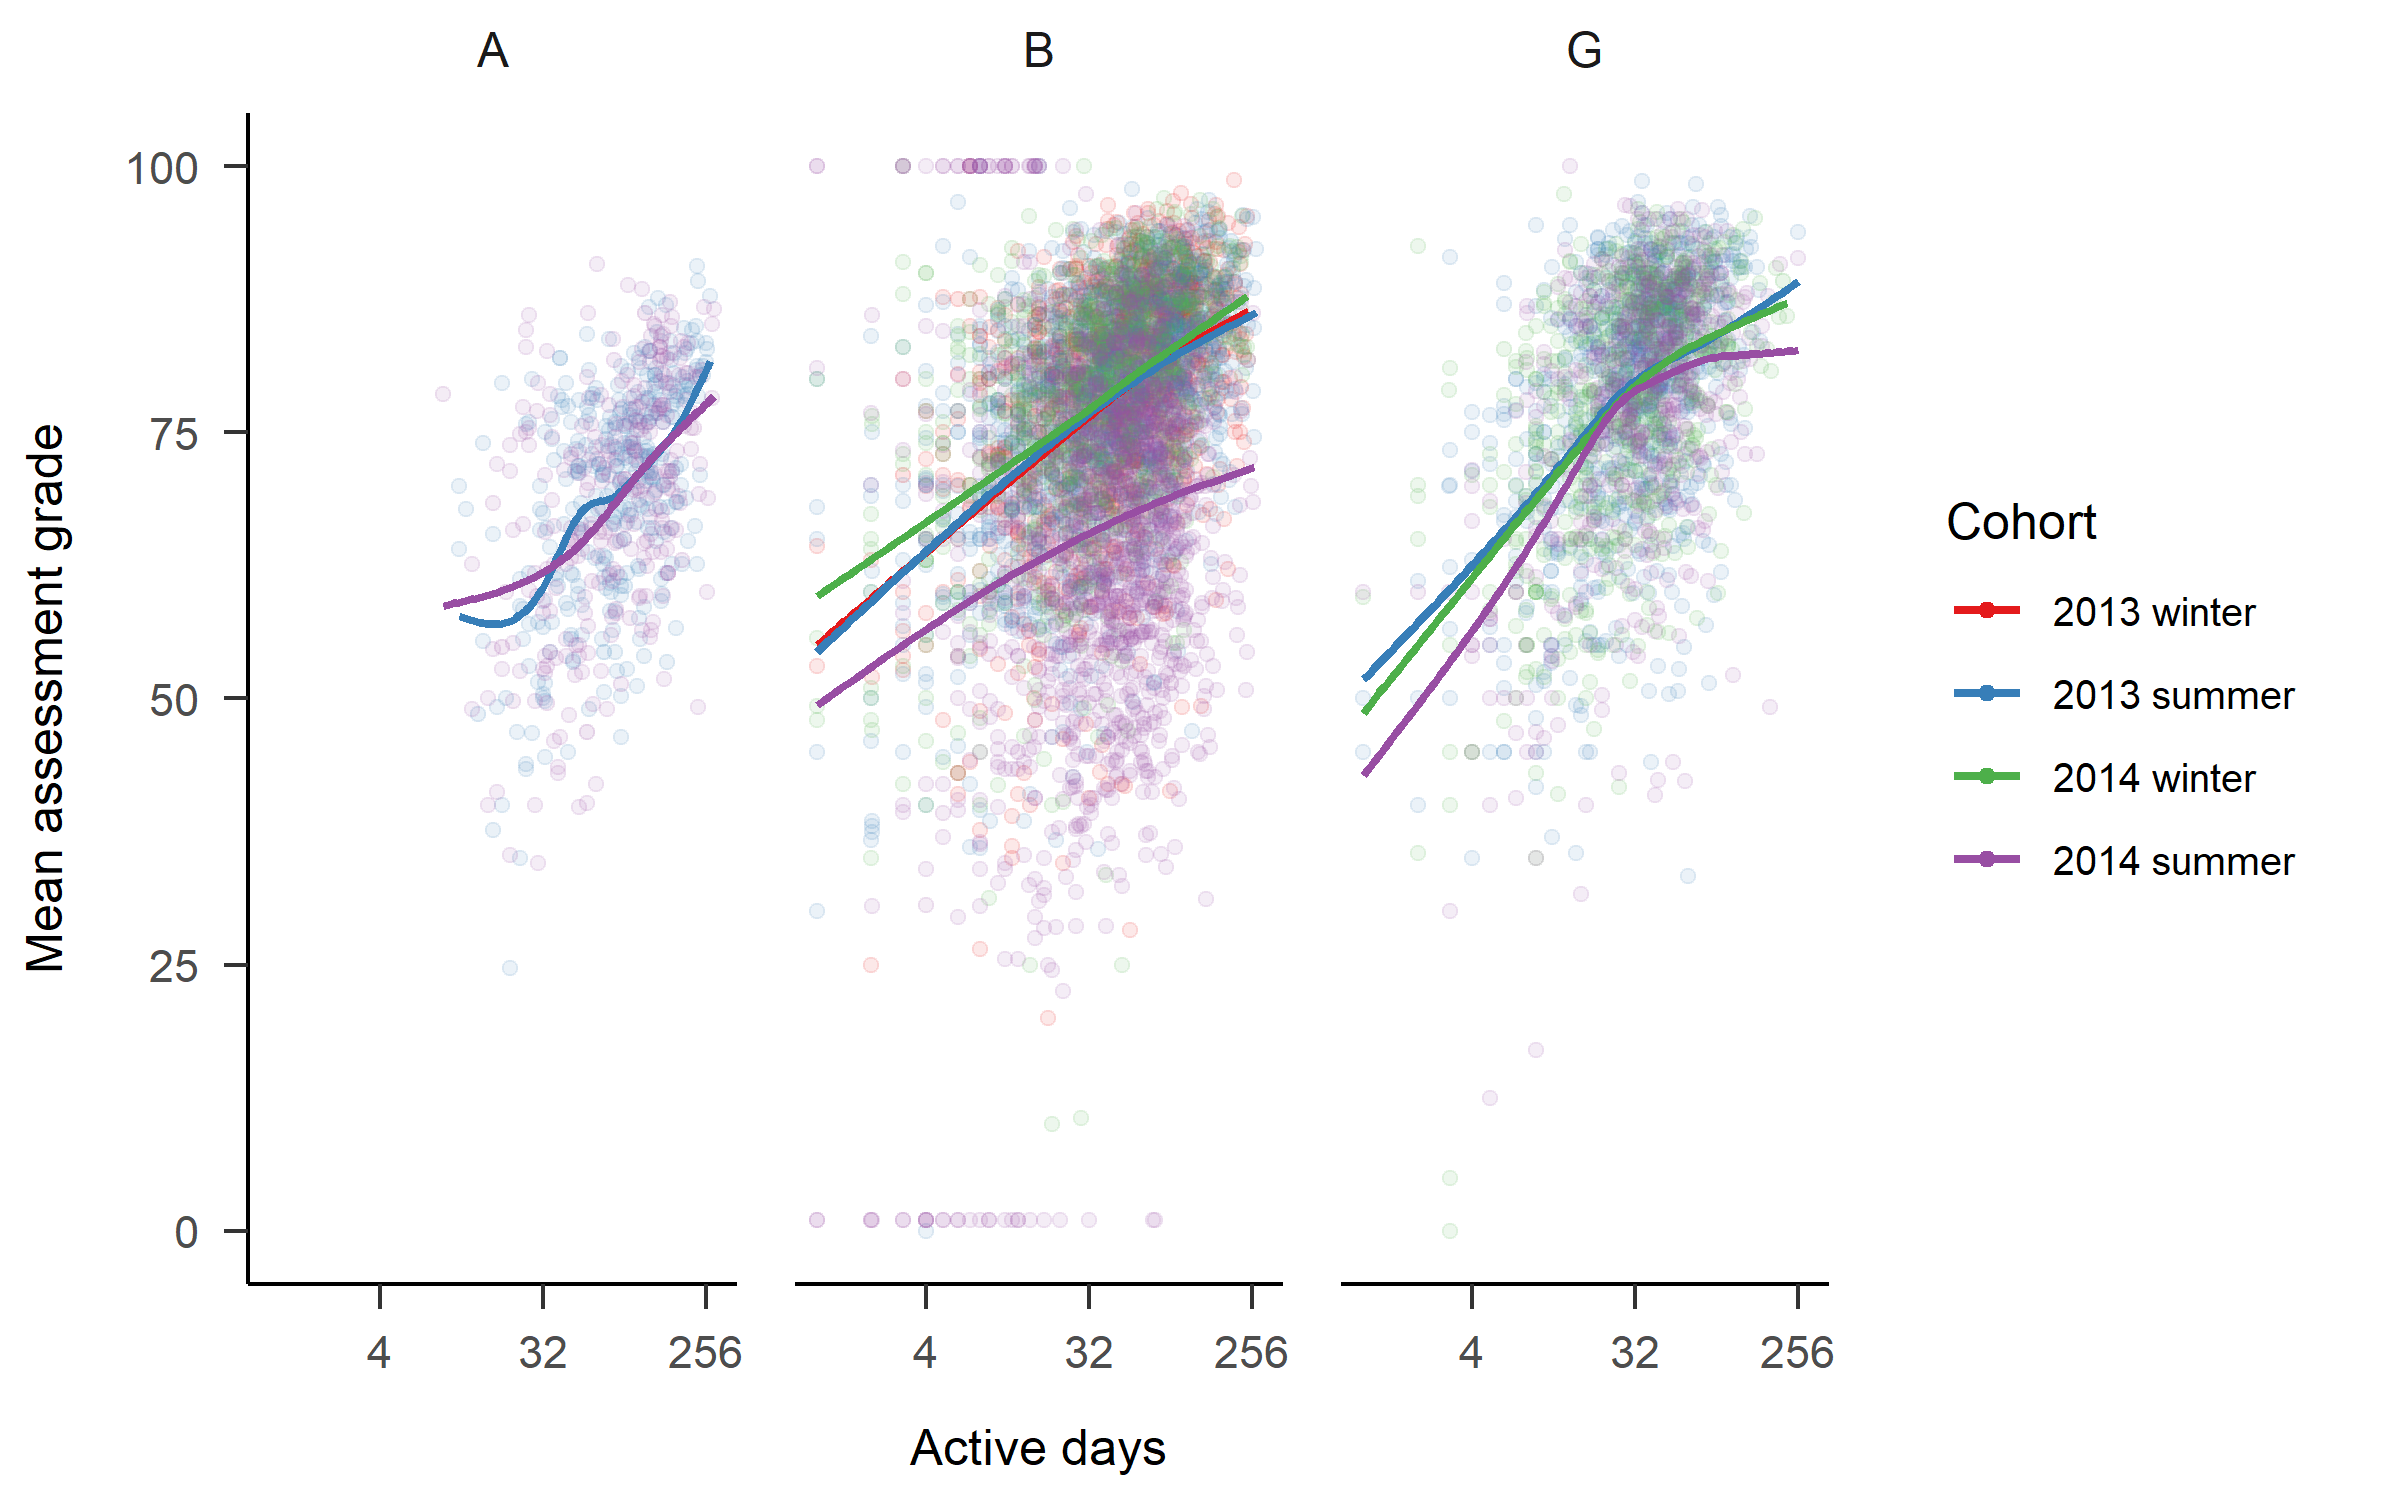 A
B
G
100
75
50
25
0
Mean assessment grade
4
32
256
4
32
256
4
32
256
Active days
Cohort
2013 winter
2013 summer
2014 winter
2014 summer